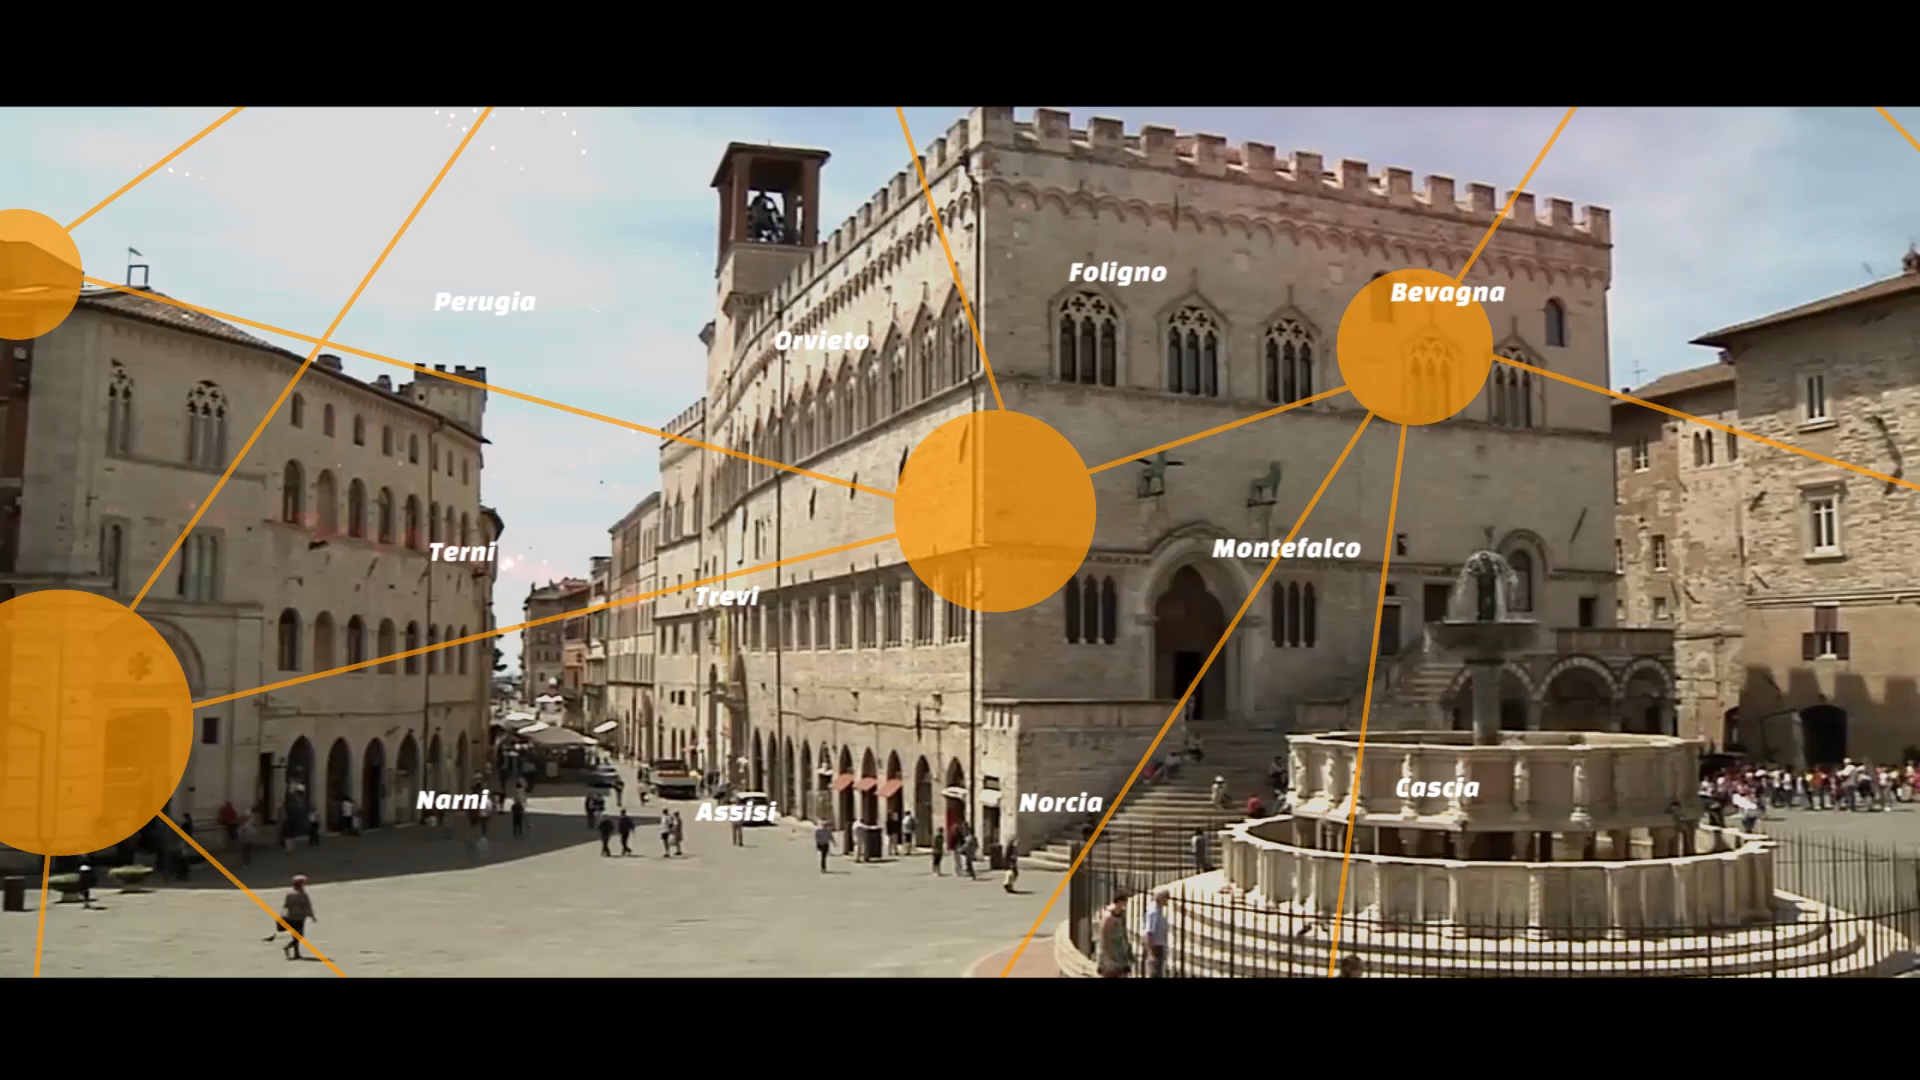 Foligno
Bevagna
Perugia
Orvieto
Montefalco
Terni
Trevi
Cascia
Narni
Assisi
Norcia